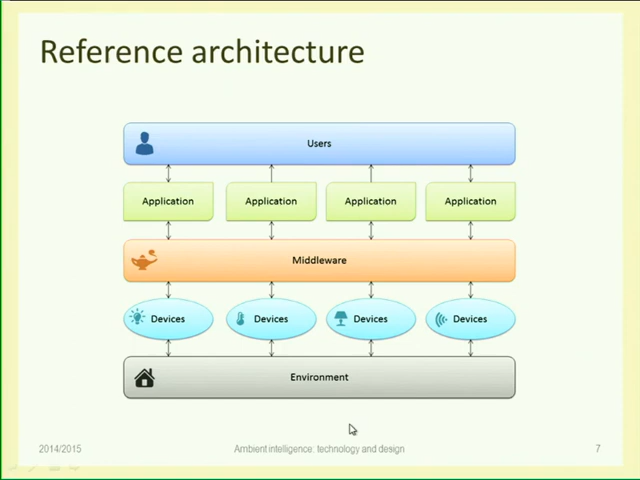 Reference architecture
Users
Application Application Application Application
Middleware
Devices Devices Devices Devices
Environment
2014/2015 Ambient intelligence: technology and design 7